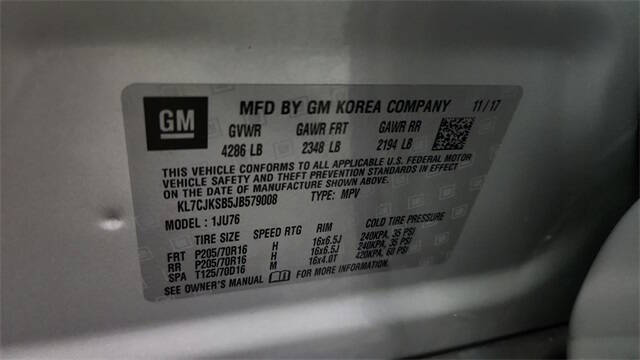 GM MFD BY GM KOREA COMPANY 11/17
GVWR GAWR FRT GAWR RR
4286 LB 2348 LB 2194 LB
THIS VEHICLE CONFORMS TO ALL APPLICABLE U.S. FEDERAL MOTOR
VEHICLE SAFETY AND THEFT PREVENTION STANDARDS IN EFFECT
ON THE DATE OF MANUFACTURE SHOWN ABOVE.
KL7CJKSB5JB579008 TYPE: MPV
MODEL: 1JU76
TIRE SIZE SPEED RTG RIM COLD TIRE PRESSURE
FRT P205/70R16 H 16x6.5J 240KPA, 35 PSI
RR P205/70R16 H 16x6.5J 240KPA, 35 PSI
SPA T125/70D16 M 16x4.0T 420KPA, 60 PSI
SEE OWNER'S MANUAL FOR MORE INFORMATION.